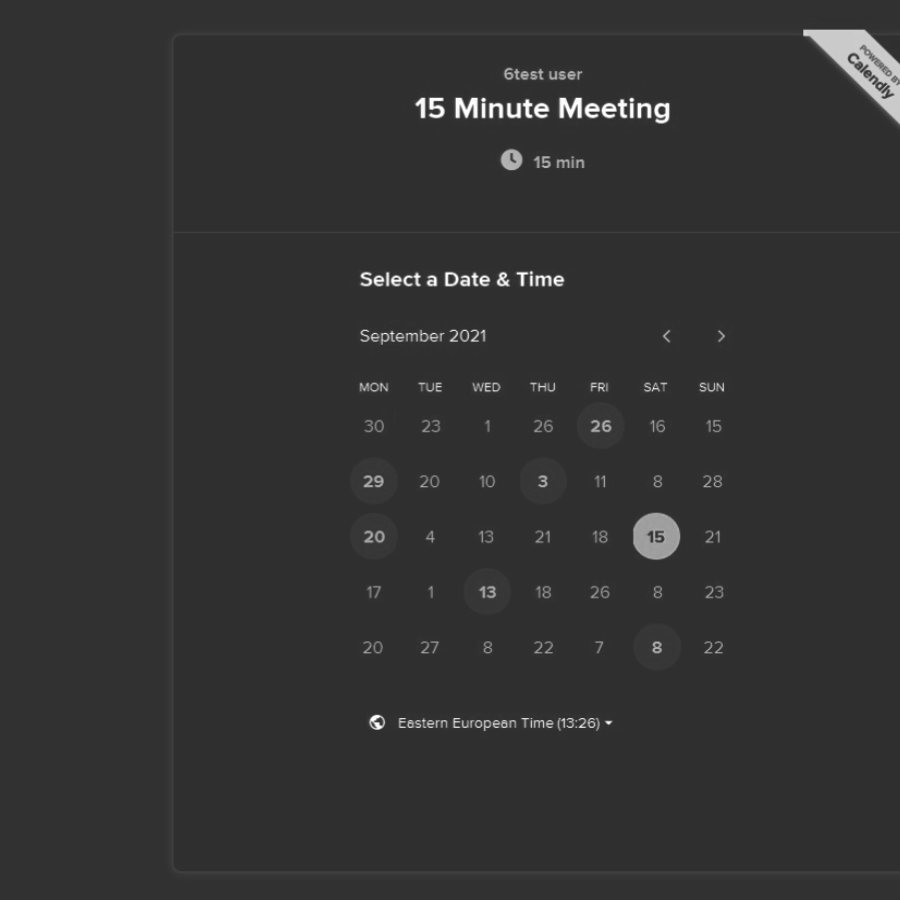 POWERED BY
Calendly
6test user
15 Minute Meeting
15 min
Select a Date & Time
September 2021
MON TUE WED THU FRI SAT SUN
30 23 1 26 26 16 15
29 20 10 3 11 8 28
20 4 13 21 18 15 21
17 1 13 18 26 8 23
20 27 8 22 7 8 22
Eastern European Time (13:26)